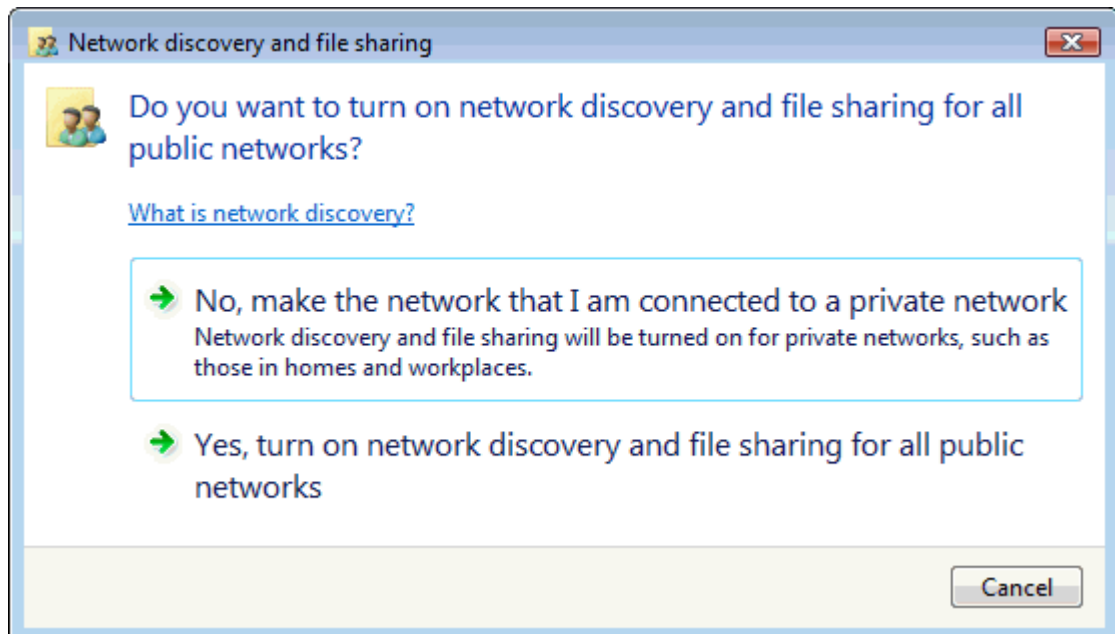 Network discovery and file sharing
Do you want to turn on network discovery and file sharing for all
public networks?
What is network discovery?
No, make the network that I am connected to a private network
Network discovery and file sharing will be turned on for private networks, such as
those in homes and workplaces.
Yes, turn on network discovery and file sharing for all public
networks
Cancel